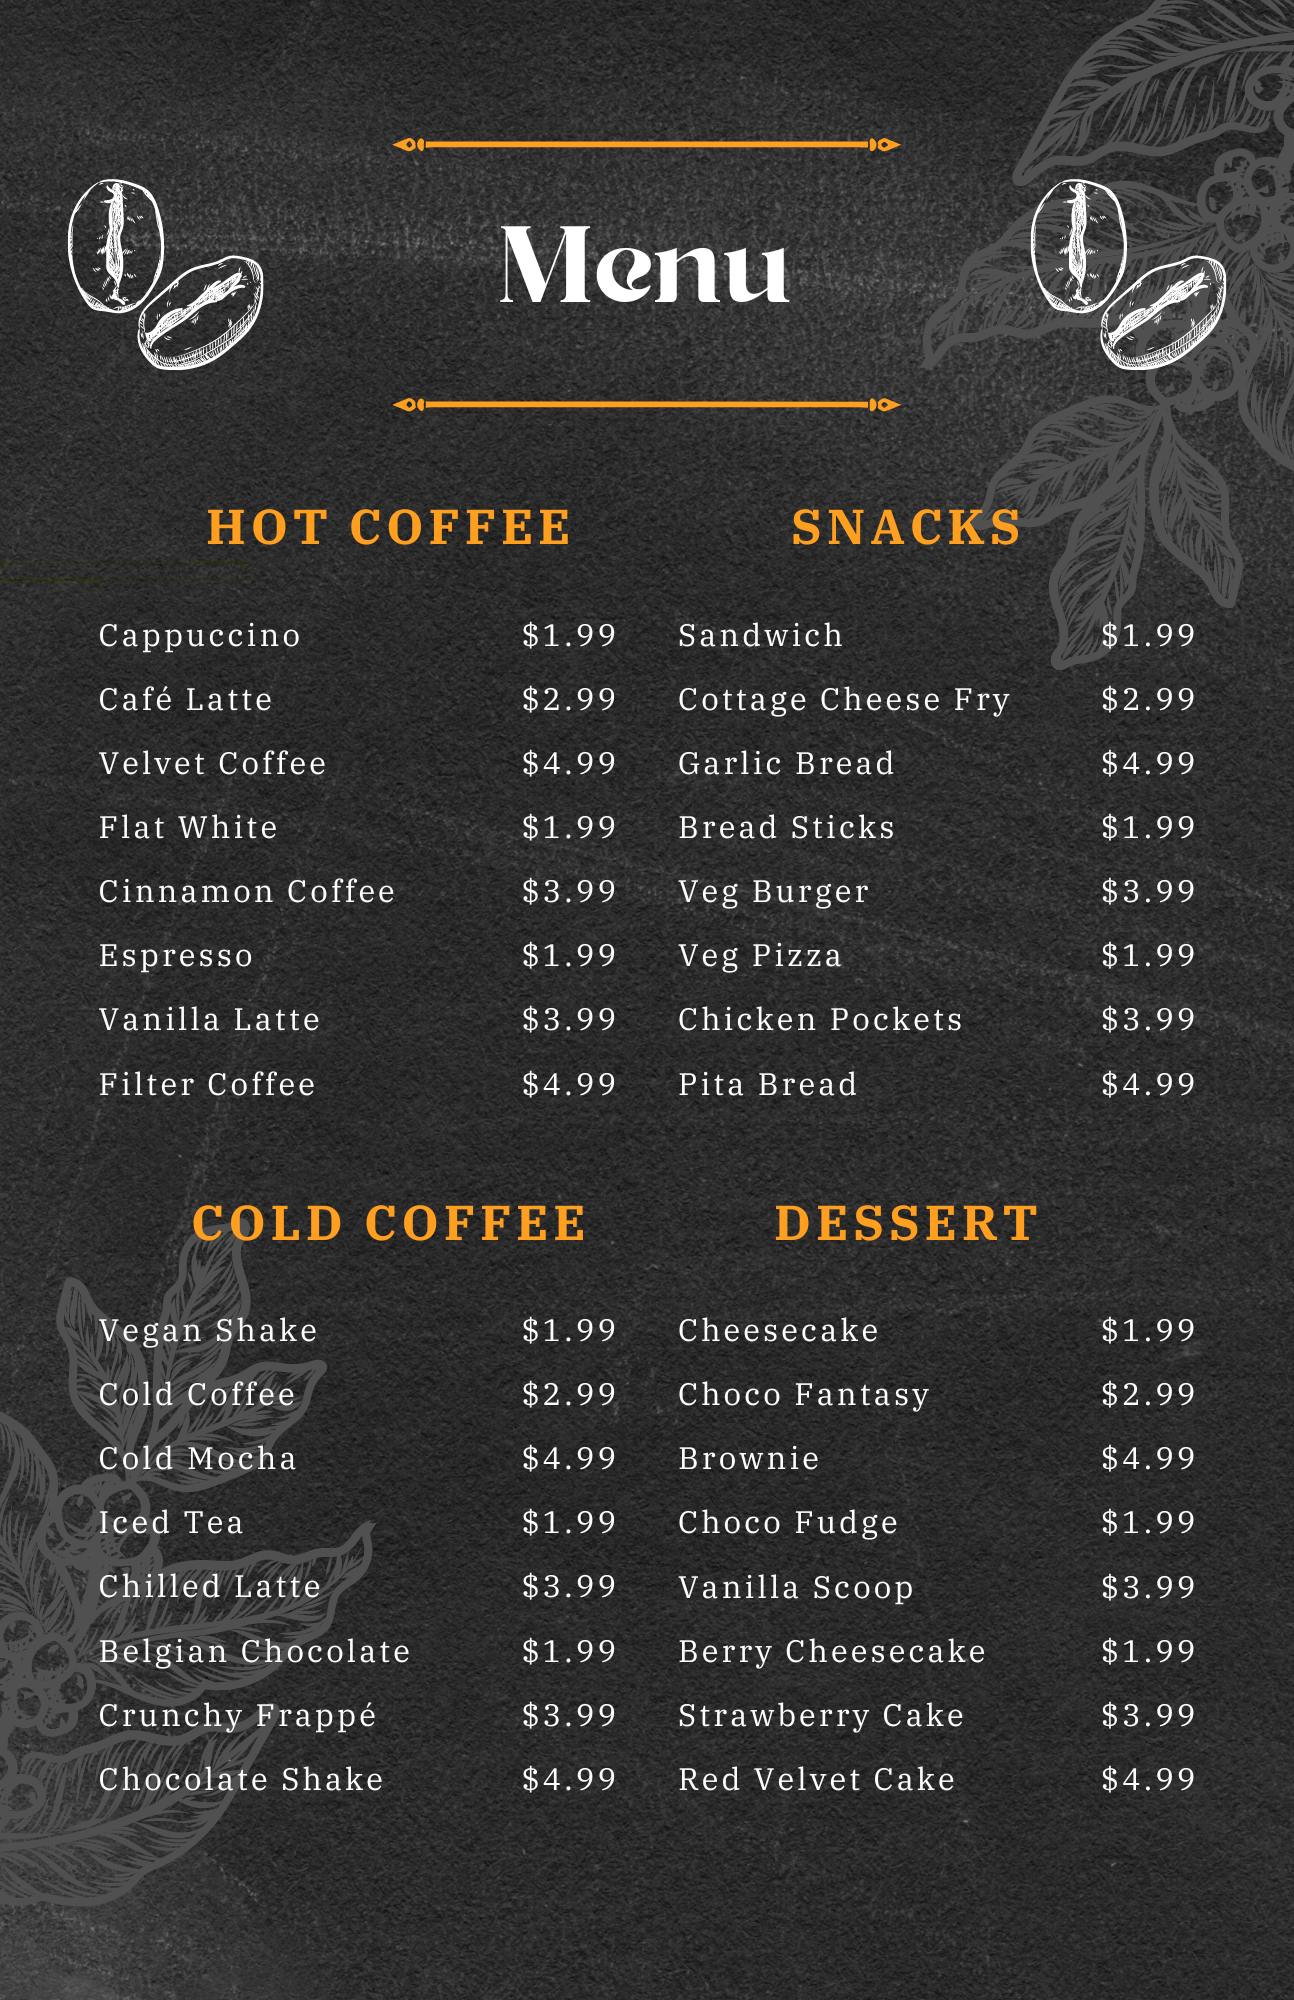 Menu
HOT COFFEE
Cappuccino $1.99
Café Latte $2.99
Velvet Coffee $4.99
Flat White $1.99
Cinnamon Coffee $3.99
Espresso $1.99
Vanilla Latte $3.99
Filter Coffee $4.99
SNACKS
Sandwich $1.99
Cottage Cheese Fry $2.99
Garlic Bread $4.99
Bread Sticks $1.99
Veg Burger $3.99
Veg Pizza $1.99
Chicken Pockets $3.99
Pita Bread $4.99
COLD COFFEE
Vegan Shake $1.99
Cold Coffee $2.99
Cold Mocha $4.99
Iced Tea $1.99
Chilled Latte $3.99
Belgian Chocolate $1.99
Crunchy Frappé $3.99
Chocolate Shake $4.99
DESSERT
Cheesecake $1.99
Choco Fantasy $2.99
Brownie $4.99
Choco Fudge $1.99
Vanilla Scoop $3.99
Berry Cheesecake $1.99
Strawberry Cake $3.99
Red Velvet Cake $4.99